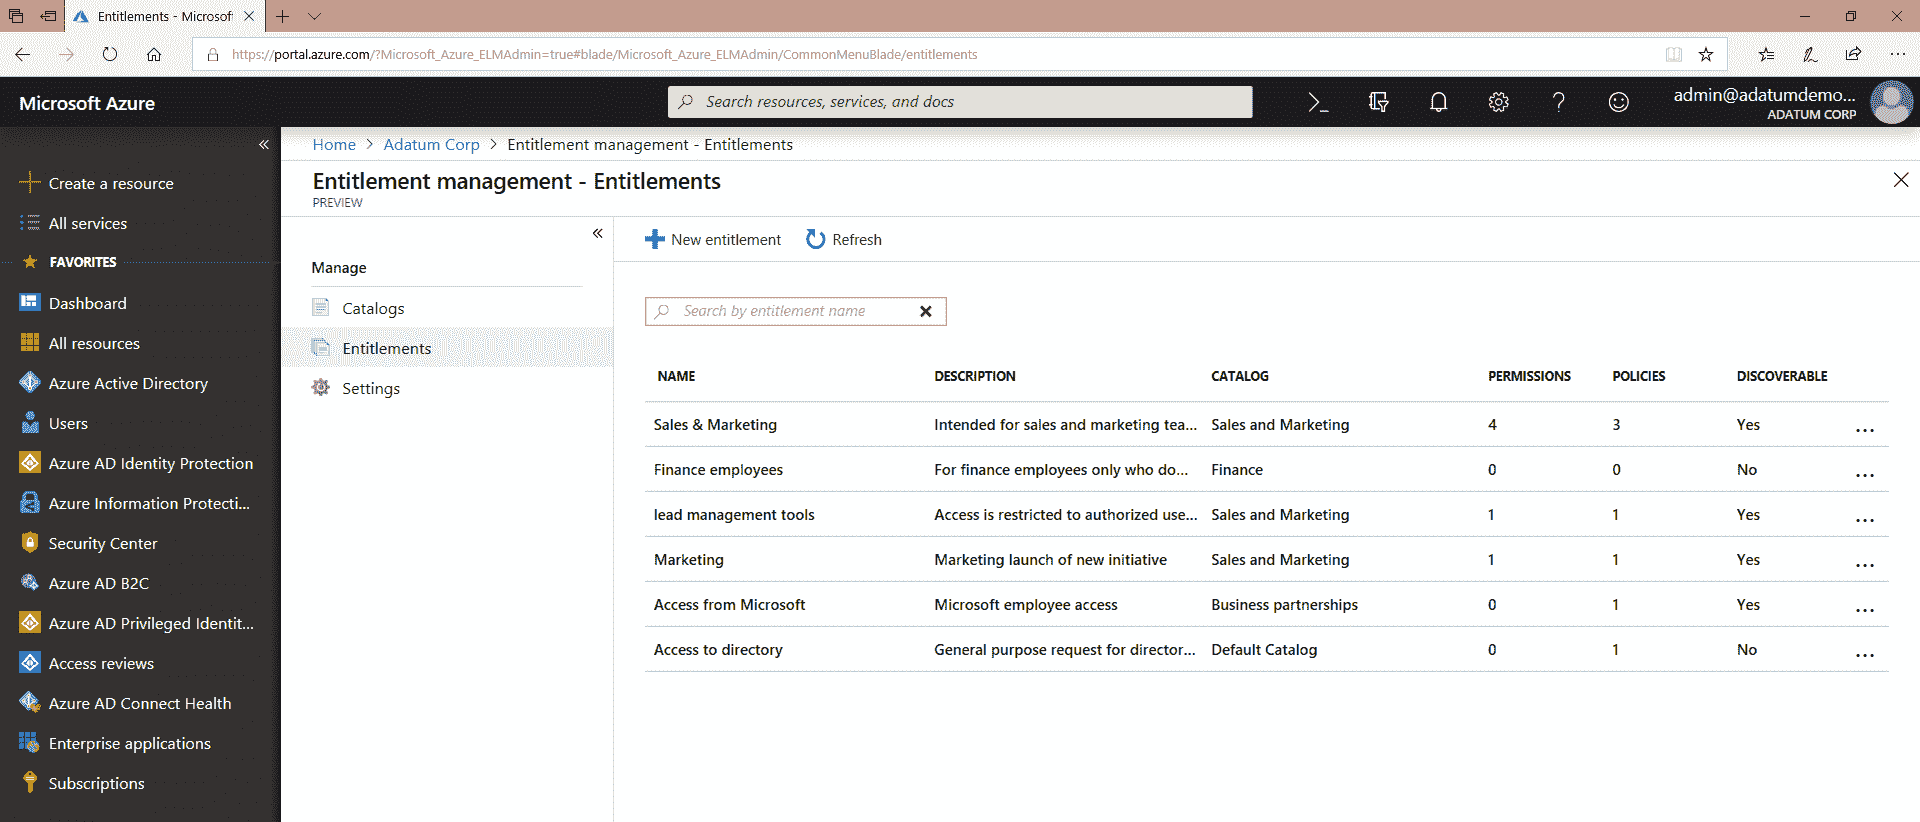 Entitlements - Microsof
https://portal.azure.com/?Microsoft_Azure_ELMAdmin=true#blade/Microsoft_Azure_ELMAdmin/CommonMenuBlade/entitlements
Microsoft Azure
Search resources, services, and docs
admin@adatumdemo...
ADATUM CORP
Create a resource
All services
FAVORITES
Dashboard
All resources
Azure Active Directory
Users
Azure AD Identity Protection
Azure Information Protecti...
Security Center
Azure AD B2C
Azure AD Privileged Identit...
Access reviews
Azure AD Connect Health
Enterprise applications
Subscriptions
Home > Adatum Corp > Entitlement management - Entitlements
Entitlement management - Entitlements
PREVIEW
Manage
Catalogs
Entitlements
Settings
New entitlement Refresh
Search by entitlement name
NAME DESCRIPTION CATALOG PERMISSIONS POLICIES DISCOVERABLE
Sales & Marketing Intended for sales and marketing tea... Sales and Marketing 4 3 Yes ...
Finance employees For finance employees only who do... Finance 0 0 No ...
lead management tools Access is restricted to authorized use... Sales and Marketing 1 1 Yes ...
Marketing Marketing launch of new initiative Sales and Marketing 1 1 Yes ...
Access from Microsoft Microsoft employee access Business partnerships 0 1 Yes ...
Access to directory General purpose request for director... Default Catalog 0 1 No ...